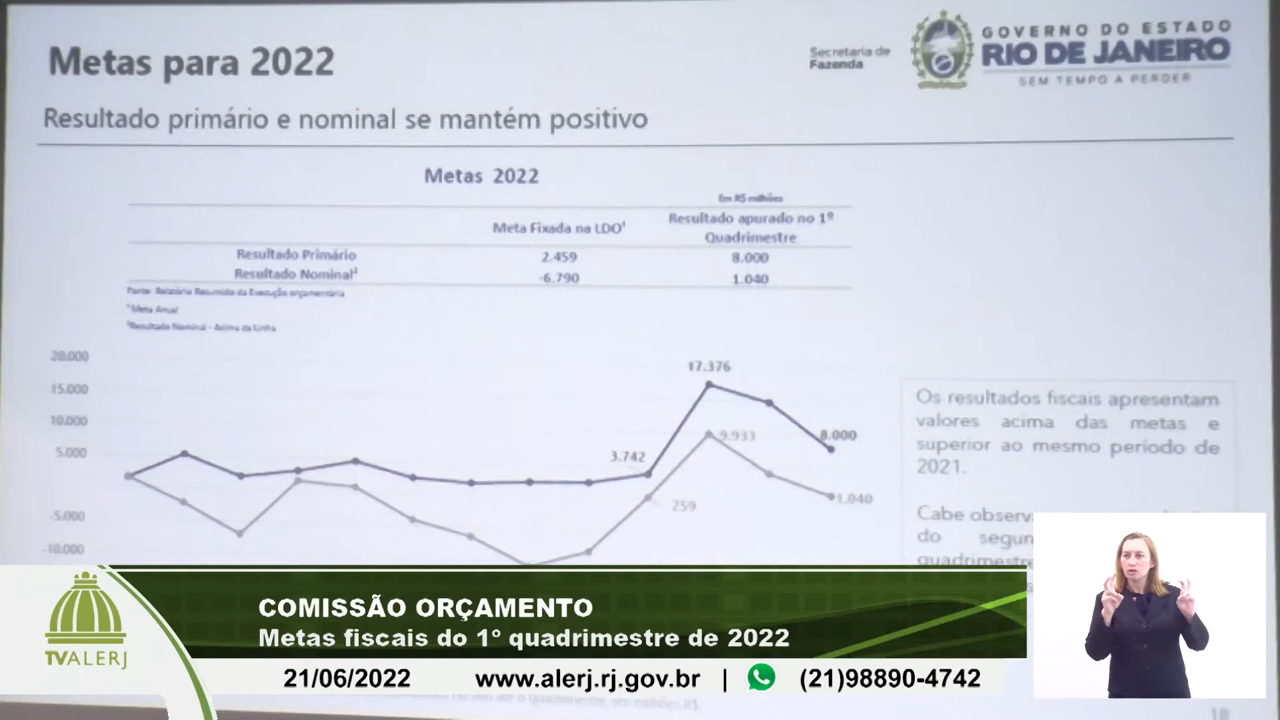 Metas para 2022
Secretaria de
Fazenda
GOVERNO DO ESTADO
RIO DE JANEIRO
SEM TEMPO A PERDER
Resultado primário e nominal se mantém positivo
Metas 2022
Em R$ milhões
Meta Fixada na LDO¹
Resultado apurado no 1º
Quadrimestre
Resultado Primário 2.459 8.000
Resultado Nominal² -6.790 1.040
Fonte: Relatório Resumido da Execução orçamentária
¹Meta Anual
²Resultado Nominal - Acima da Linha
20.000
15.000
10.000
5.000
-5.000
-10.000
17.376
9.933
8.000
3.742
259
1.040
Os resultados fiscais apresentam
valores acima das metas e
superior ao mesmo período de
2021.
Cabe observ
do segun
quadrimestre
COMISSÃO ORÇAMENTO
Metas fiscais do 1° quadrimestre de 2022
TVALERJ
21/06/2022 www.alerj.rj.gov.br | (21)98890-4742
18